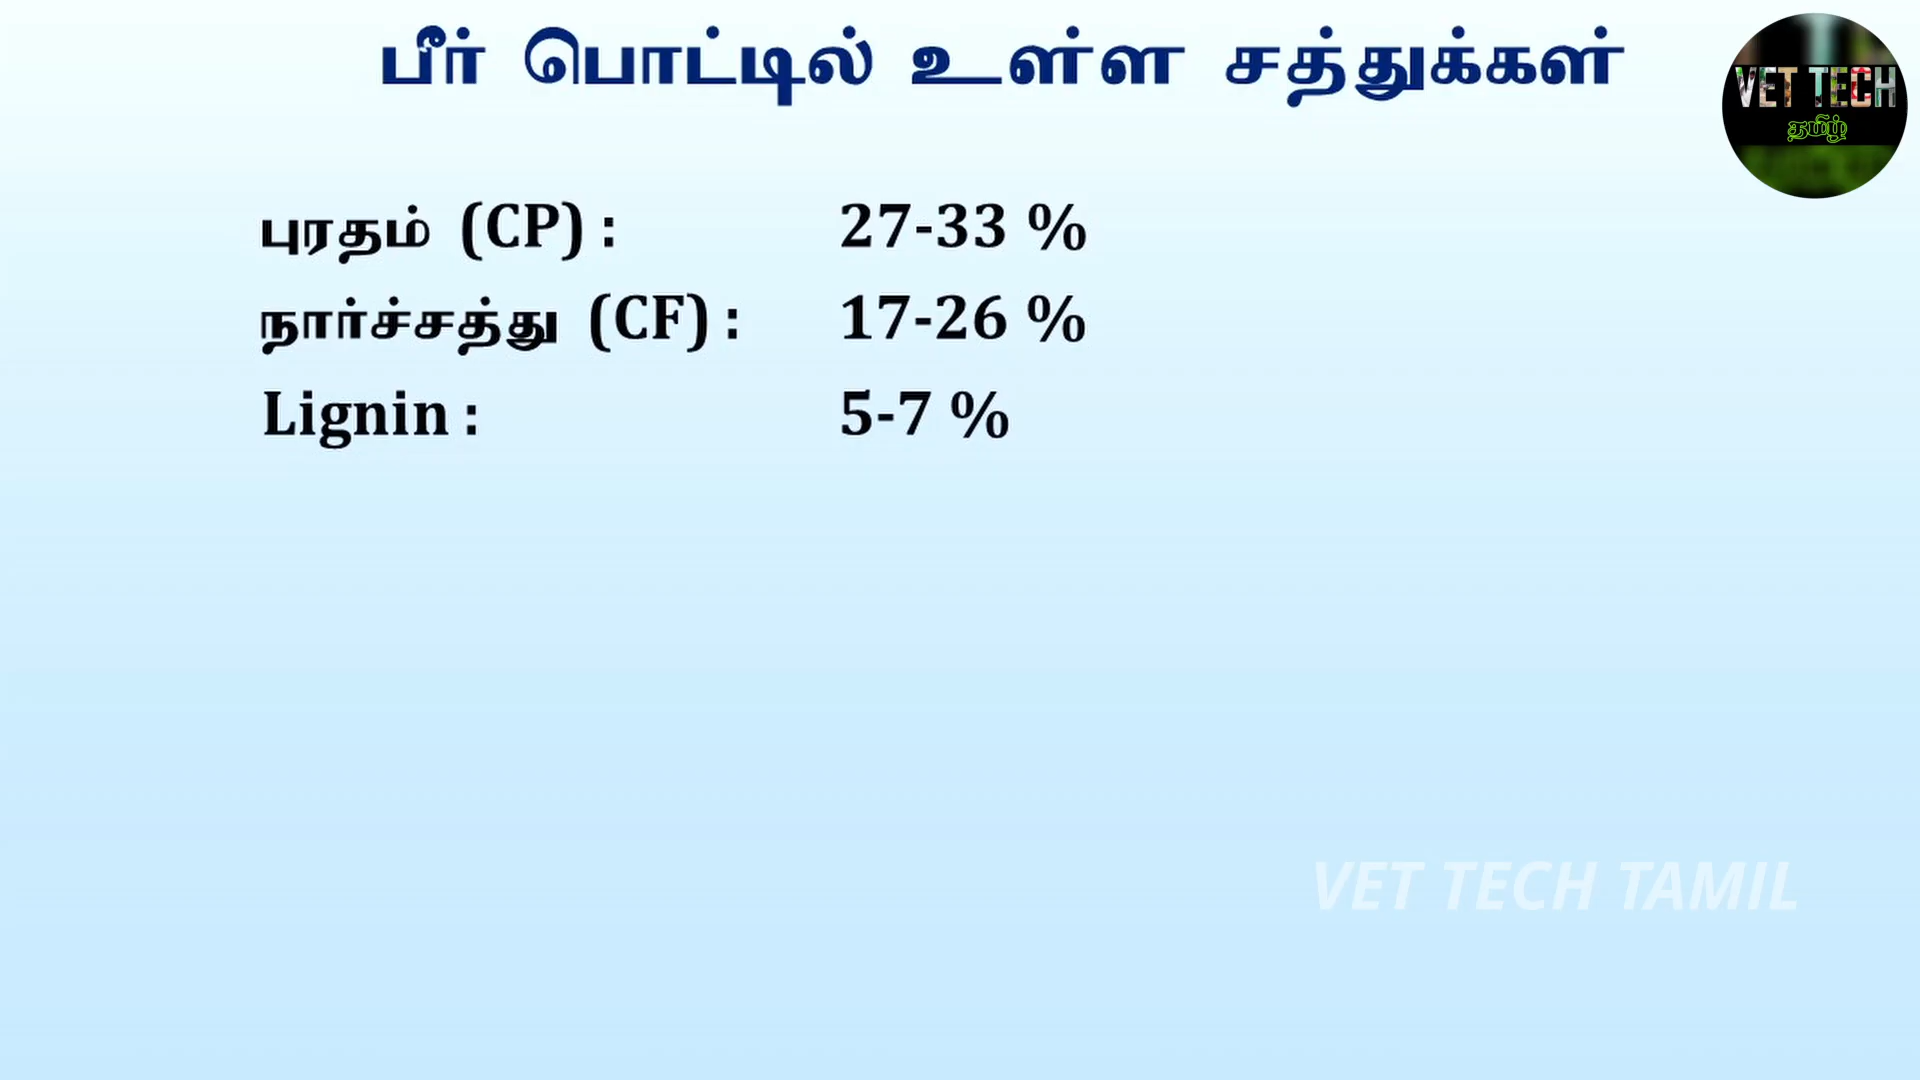 பீர் பொட்டில் உள்ள சத்துக்கள்
VET TECH
தமிழ்
புரதம் (CP) : 27-33 %
நார்ச்சத்து (CF) : 17-26 %
Lignin : 5-7 %
VET TECH TAMIL